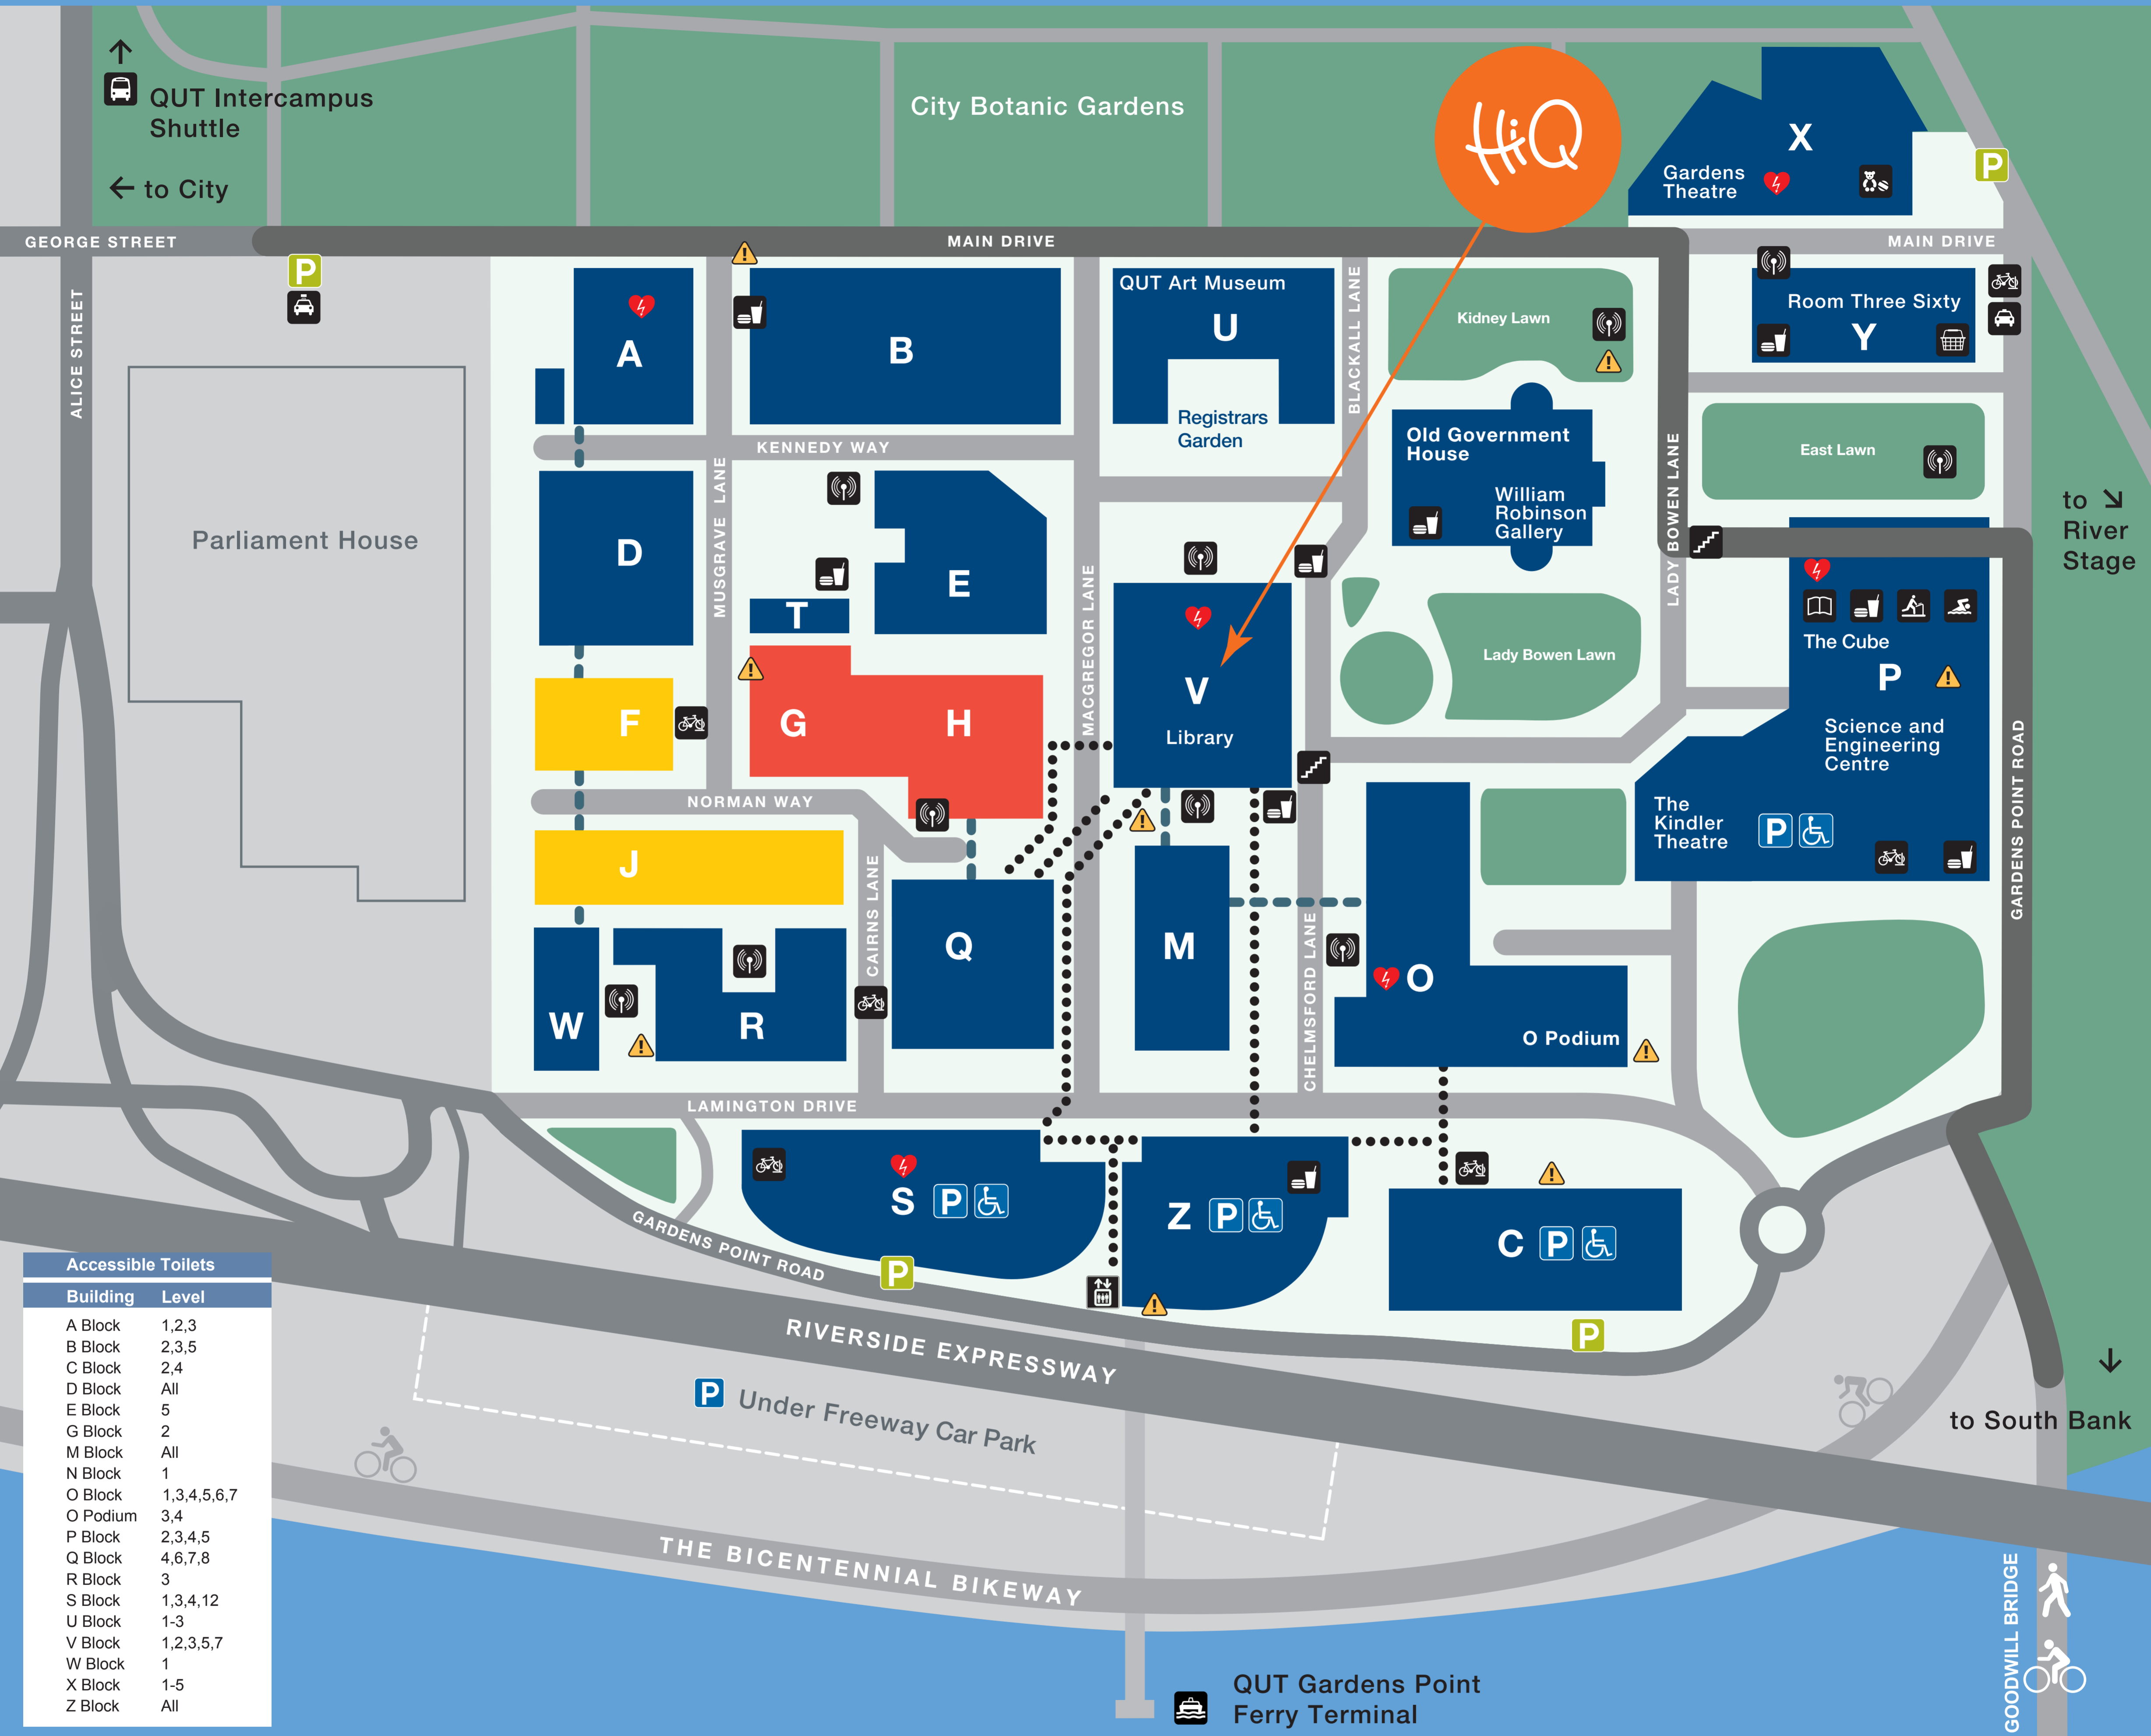 QUT Intercampus
Shuttle
← to City
City Botanic Gardens
HiQ
X
Gardens
Theatre
P
GEORGE STREET
MAIN DRIVE
MAIN DRIVE
P
ALICE STREET
A
B
QUT Art Museum
U
Registrars
Garden
BLACKALL LANE
Kidney Lawn
Room Three Sixty
Y
KENNEDY WAY
Old Government
House
William
Robinson
Gallery
LADY BOWEN LANE
East Lawn
to
River
Stage
Parliament House
D
MUSGRAVE LANE
E
T
MACGREGOR LANE
V
Library
Lady Bowen Lawn
The Cube
P
Science and
Engineering
Centre
The
Kindler
Theatre
P
GARDENS POINT ROAD
F
G
H
NORMAN WAY
J
CAIRNS LANE
Q
M
CHELMSFORD LANE
O
O Podium
W
R
LAMINGTON DRIVE
S
P
Z
P
C
P
GARDENS POINT ROAD
P
P
RIVERSIDE EXPRESSWAY
P
Under Freeway Car Park
to South Bank
THE BICENTENNIAL BIKEWAY
GOODWILL BRIDGE
QUT Gardens Point
Ferry Terminal
Accessible Toilets
Building Level
A Block 1,2,3
B Block 2,3,5
C Block 2,4
D Block All
E Block 5
G Block 2
M Block All
N Block 1
O Block 1,3,4,5,6,7
O Podium 3,4
P Block 2,3,4,5
Q Block 4,6,7,8
R Block 3
S Block 1,3,4,12
U Block 1-3
V Block 1,2,3,5,7
W Block 1
X Block 1-5
Z Block All